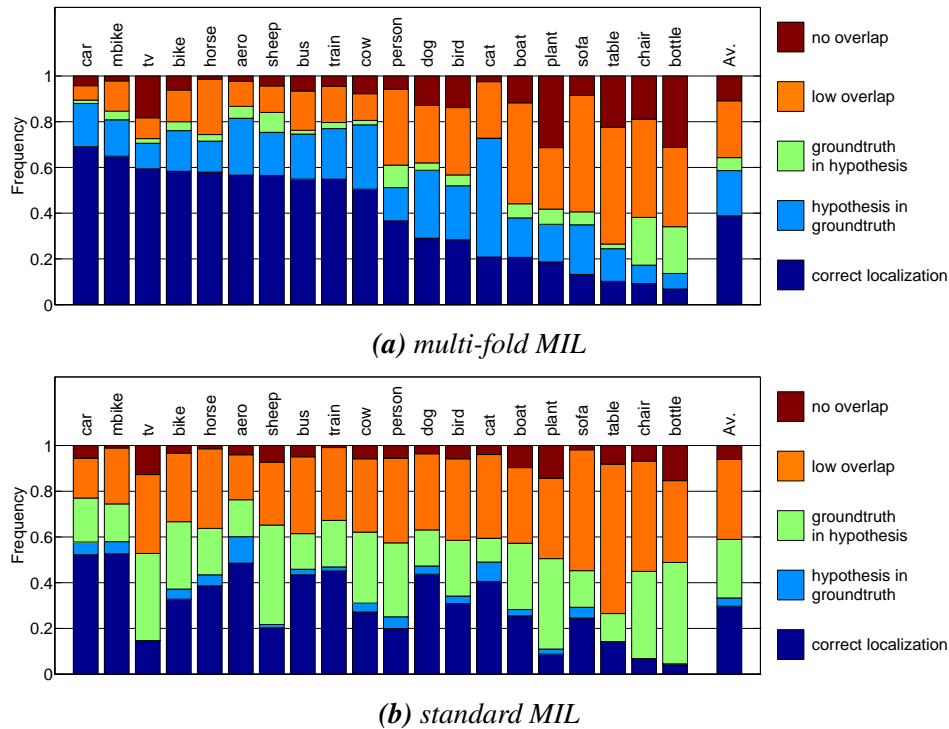 car mbike tv bike horse aero sheep bus train cow person dog bird cat boat plant sofa table chair bottle Av.
1
0.8
0.6
0.4
0.2
0
Frequency
no overlap
low overlap
groundtruth
in hypothesis
hypothesis in
groundtruth
correct localization
(a) multi-fold MIL
car mbike tv bike horse aero sheep bus train cow person dog bird cat boat plant sofa table chair bottle Av.
1
0.8
0.6
0.4
0.2
0
Frequency
no overlap
low overlap
groundtruth
in hypothesis
hypothesis in
groundtruth
correct localization
(b) standard MIL